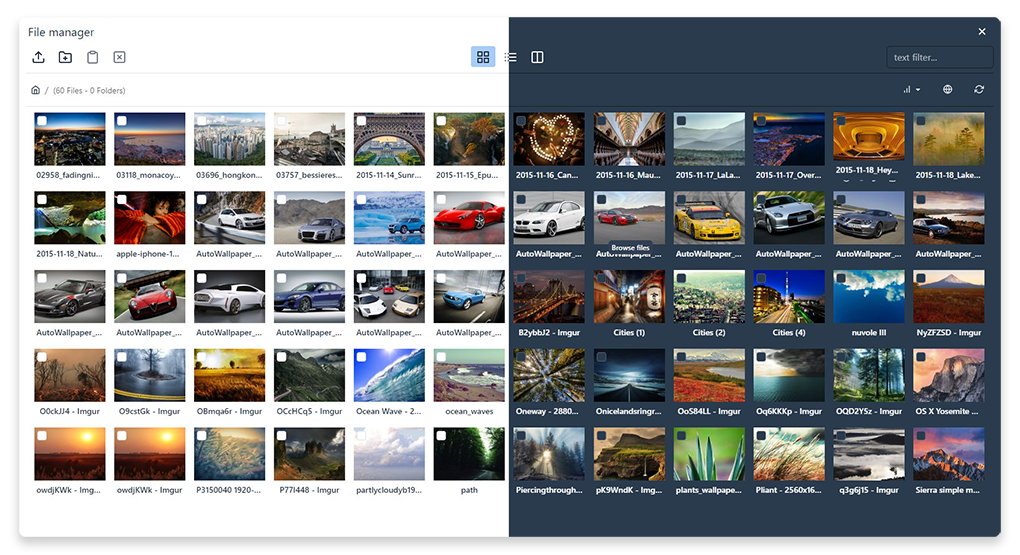 File manager
text filter...
/ (60 Files - 0 Folders)
02958_fadingni... 03118_monacoy... 03696_hongkon... 03757_bessieres... 2015-11-14_Sunr... 2015-11-15_Epu... 2015-11-16_Can... 2015-11-16_Mau... 2015-11-17_LaLa... 2015-11-17_Over... 2015-11-18_Hey... 2015-11-18_Lake...
2015-11-18_Natu... apple-iphone-1... AutoWallpaper_... AutoWallpaper_... AutoWallpaper_... AutoWallpaper_... AutoWallpaper_... AutoWallpaper_... AutoWallpaper_... AutoWallpaper_... AutoWallpaper_... AutoWallpaper_...
Browse files
AutoWallpaper_... AutoWallpaper_... AutoWallpaper_... AutoWallpaper_... AutoWallpaper_... AutoWallpaper_... B2ybbJ2 - Imgur Cities (1) Cities (2) Cities (4) nuvole III NyZFZSD - Imgur
O0ckJJ4 - Imgur O9cstGk - Imgur OBmqa6r - Imgur OCcHCq5 - Imgur Ocean Wave - 2... ocean_waves Oneway - 2880... Onicelandsringr... OoS84LL - Imgur Oq6KKKp - Imgur OQD2Y5z - Imgur OS X Yosemite ...
owdjKWk - Img... owdjKWk - Imgur P3150040 1920-... P77I448 - Imgur partlycloudyb19... path Piercingthrough... pK9WndK - Img... plants_wallpape... Pliant - 2560x16... q3g6j15 - Imgur Sierra simple m...